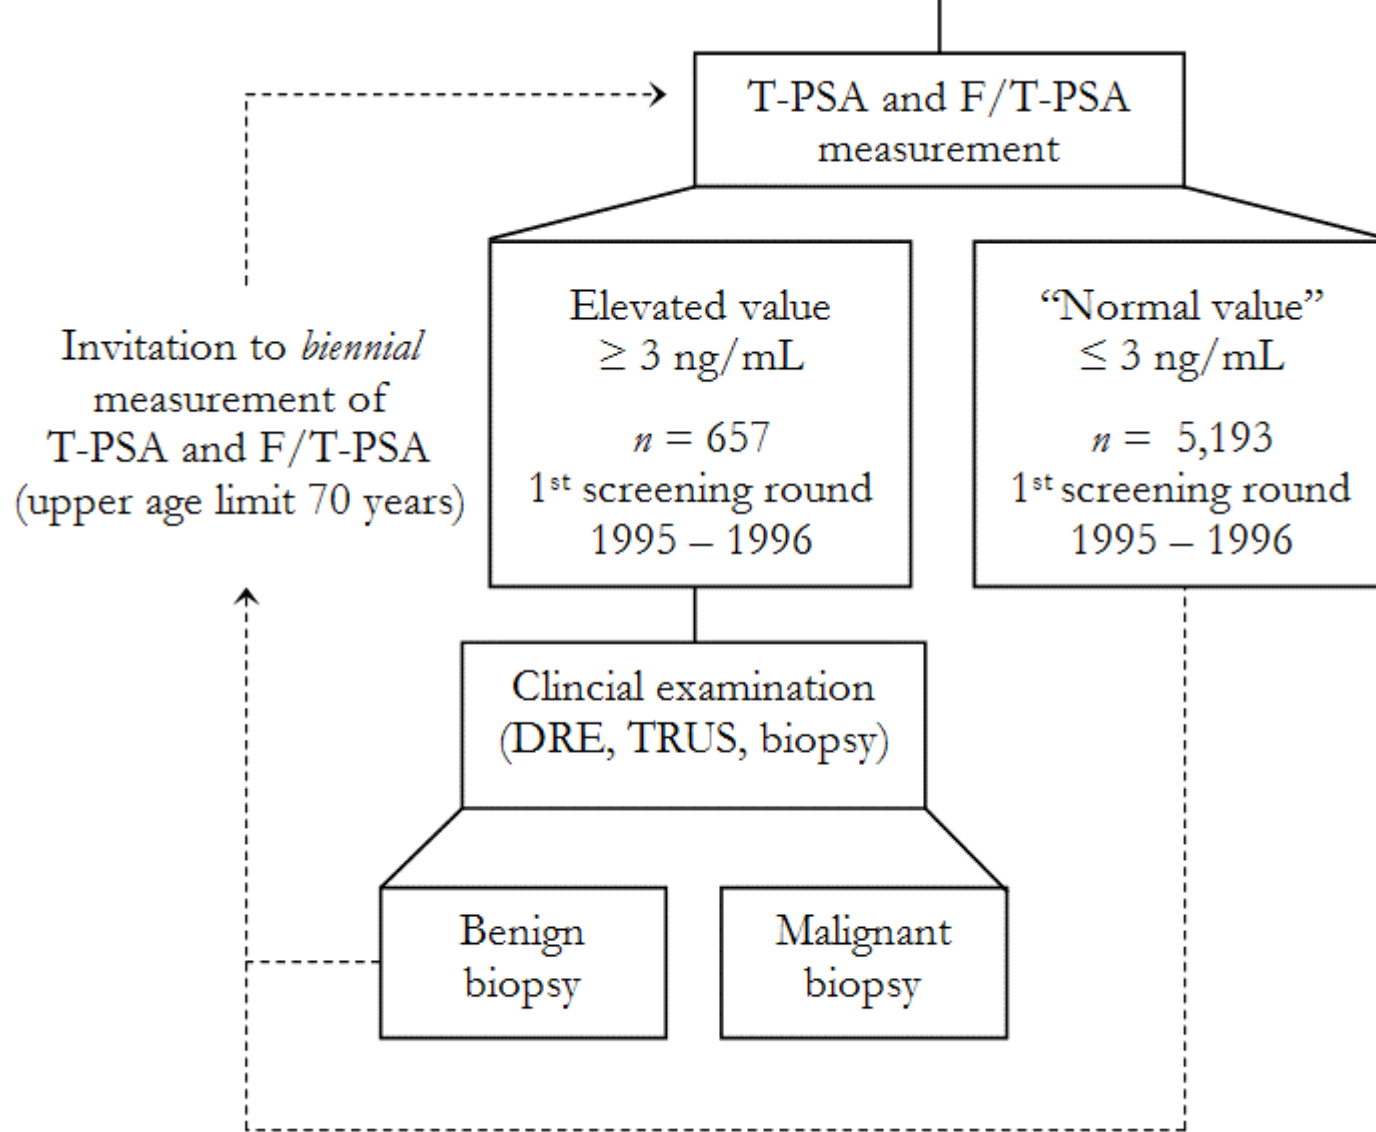 T-PSA and F/T-PSA
measurement
Invitation to biennial
measurement of
T-PSA and F/T-PSA
(upper age limit 70 years)
Elevated value
≥ 3 ng/mL
n = 657
1st screening round
1995 – 1996
“Normal value”
≤ 3 ng/mL
n = 5,193
1st screening round
1995 – 1996
Clincial examination
(DRE, TRUS, biopsy)
Benign
biopsy
Malignant
biopsy